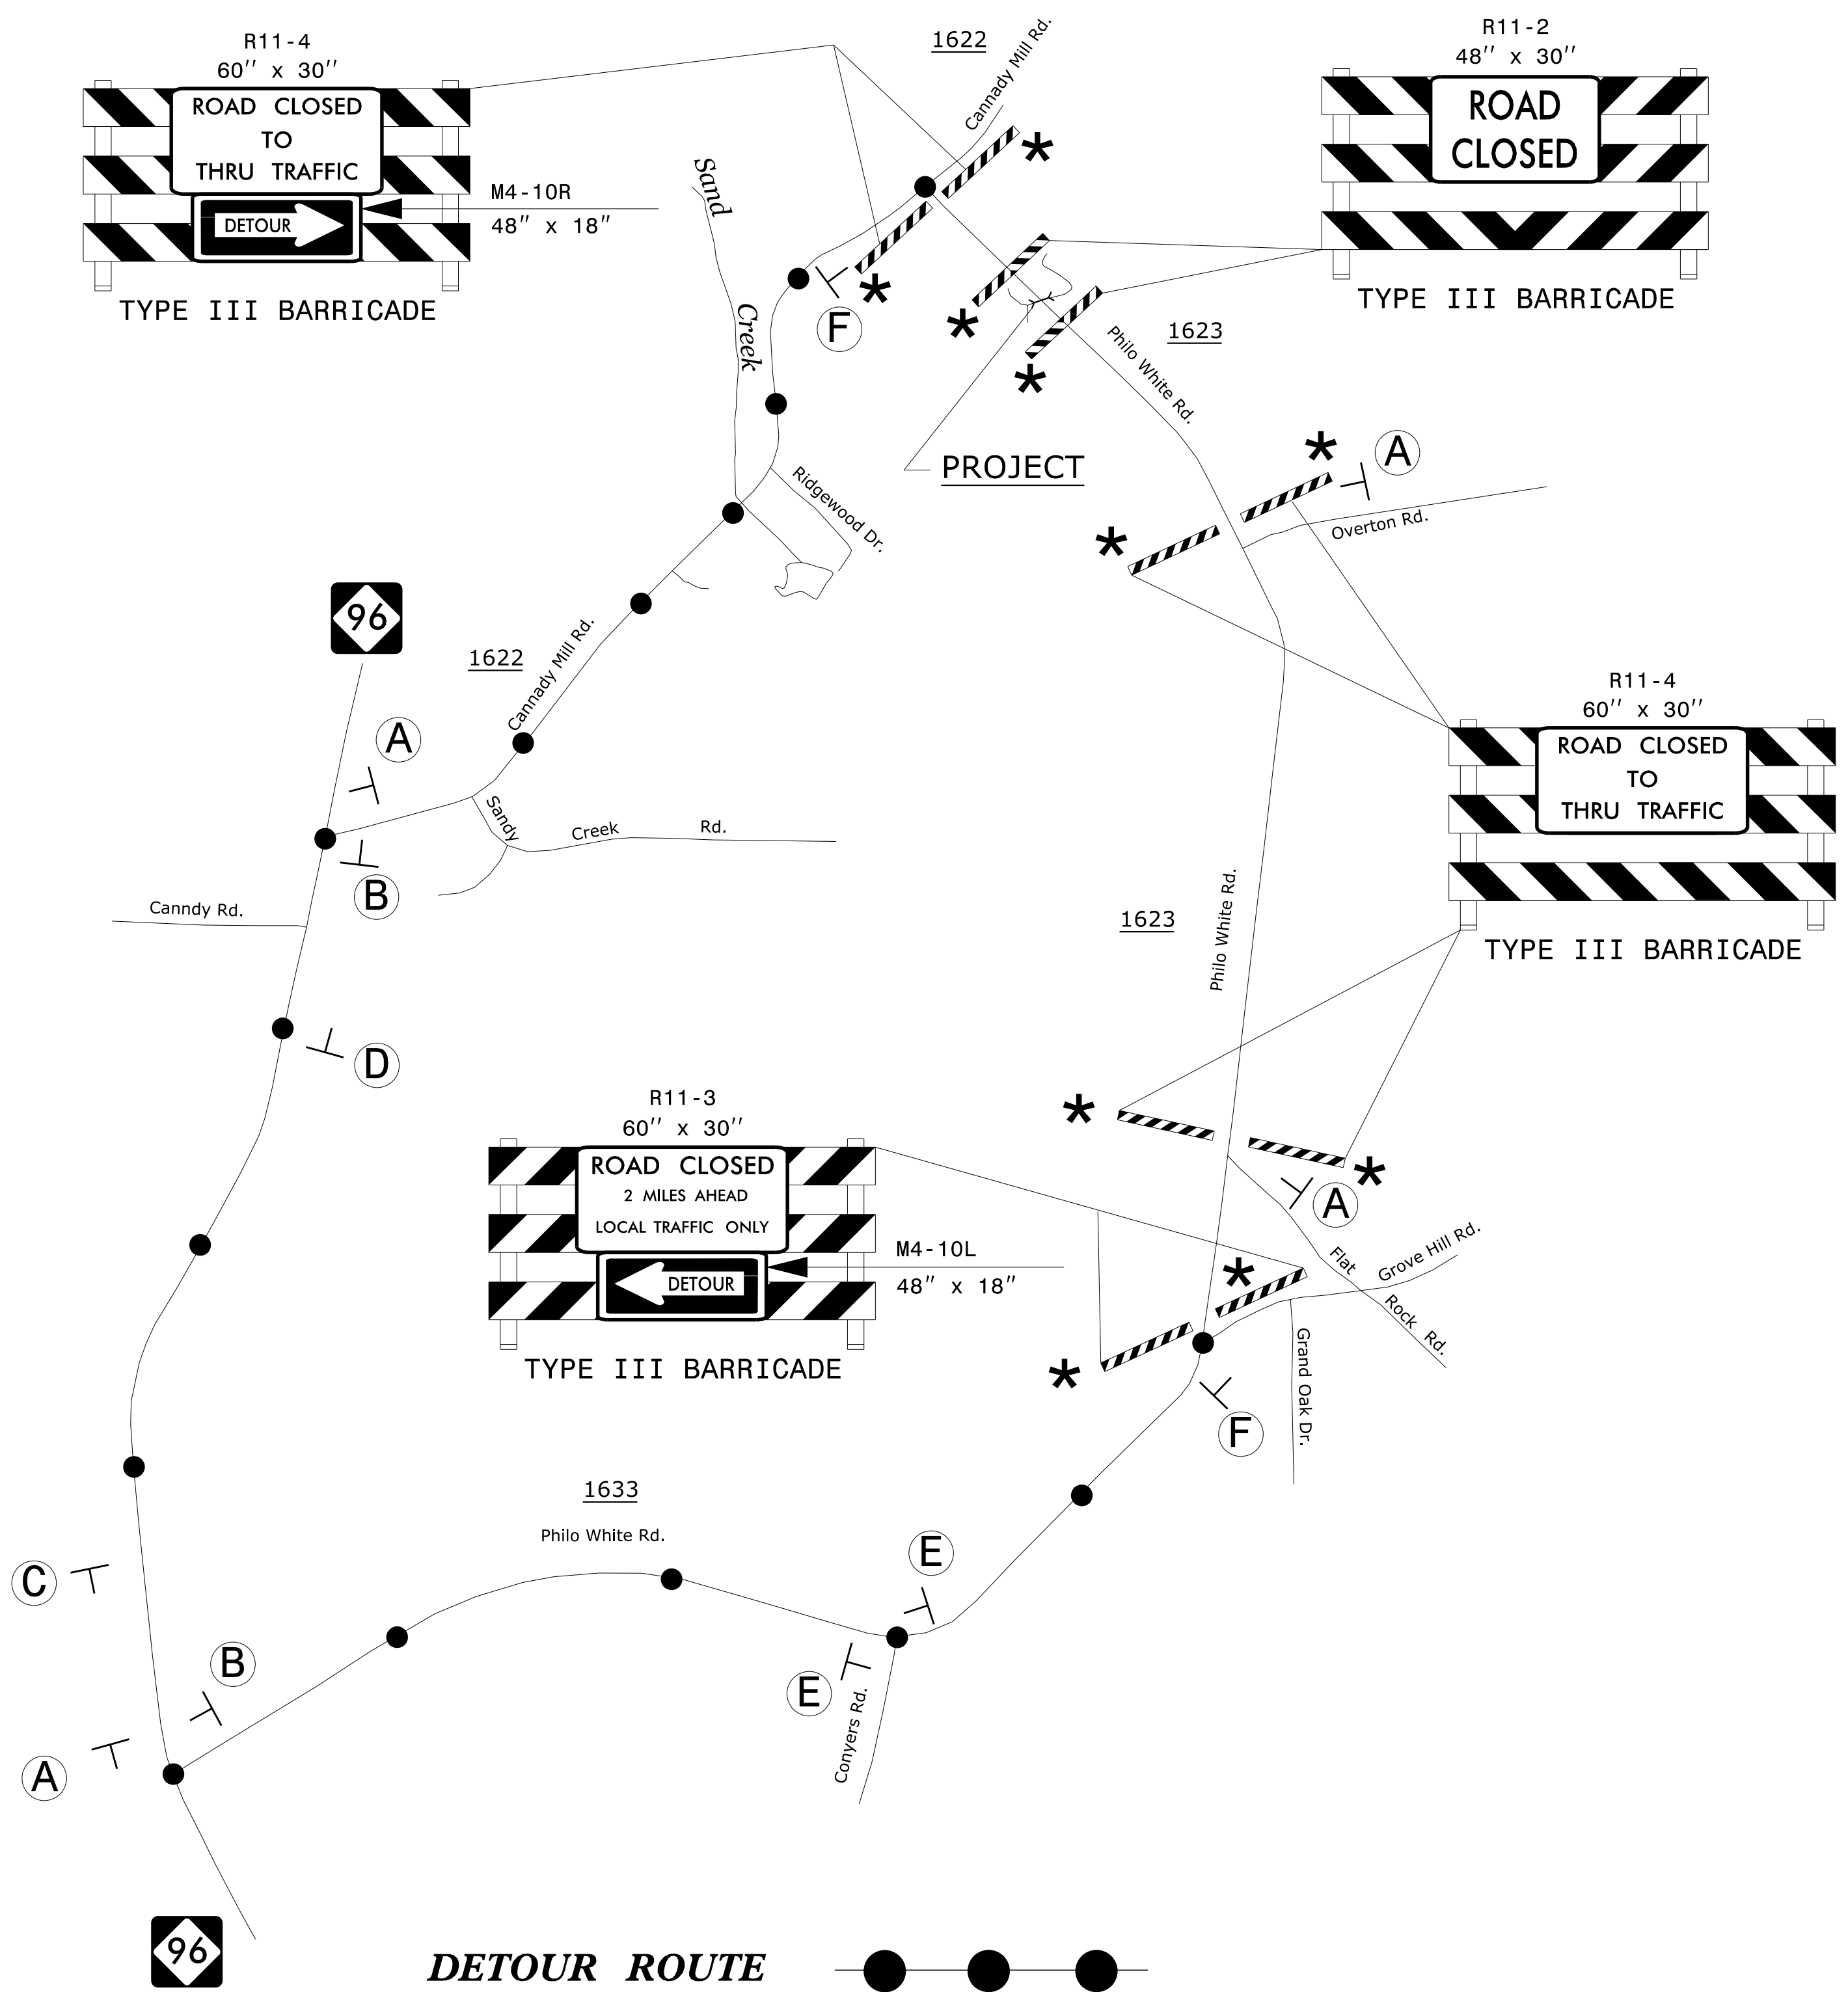 R11-4
60" x 30"
ROAD CLOSED
TO
THRU TRAFFIC
DETOUR
M4-10R
48" x 18"
TYPE III BARRICADE
1622
Cannady Mill Rd.
*
*
*
*
R11-2
48" x 30"
ROAD
CLOSED
TYPE III BARRICADE
Sand
Creek
F
1623
Philo White Rd.
PROJECT
Ridgewood Dr.
*
A
*
Overton Rd.
96
1622
Cannady Mill Rd.
A
B
Sandy
Creek Rd.
Canndy Rd.
R11-4
60" x 30"
ROAD CLOSED
TO
THRU TRAFFIC
TYPE III BARRICADE
1623
Philo White Rd.
D
R11-3
60" x 30"
ROAD CLOSED
2 MILES AHEAD
LOCAL TRAFFIC ONLY
DETOUR
M4-10L
48" x 18"
TYPE III BARRICADE
*
*
A
Flat
Rock Rd.
Grove Hill Rd.
*
*
Grand Oak Dr.
F
1633
Philo White Rd.
C
E
B
E
Conyers Rd.
A
96
DETOUR ROUTE